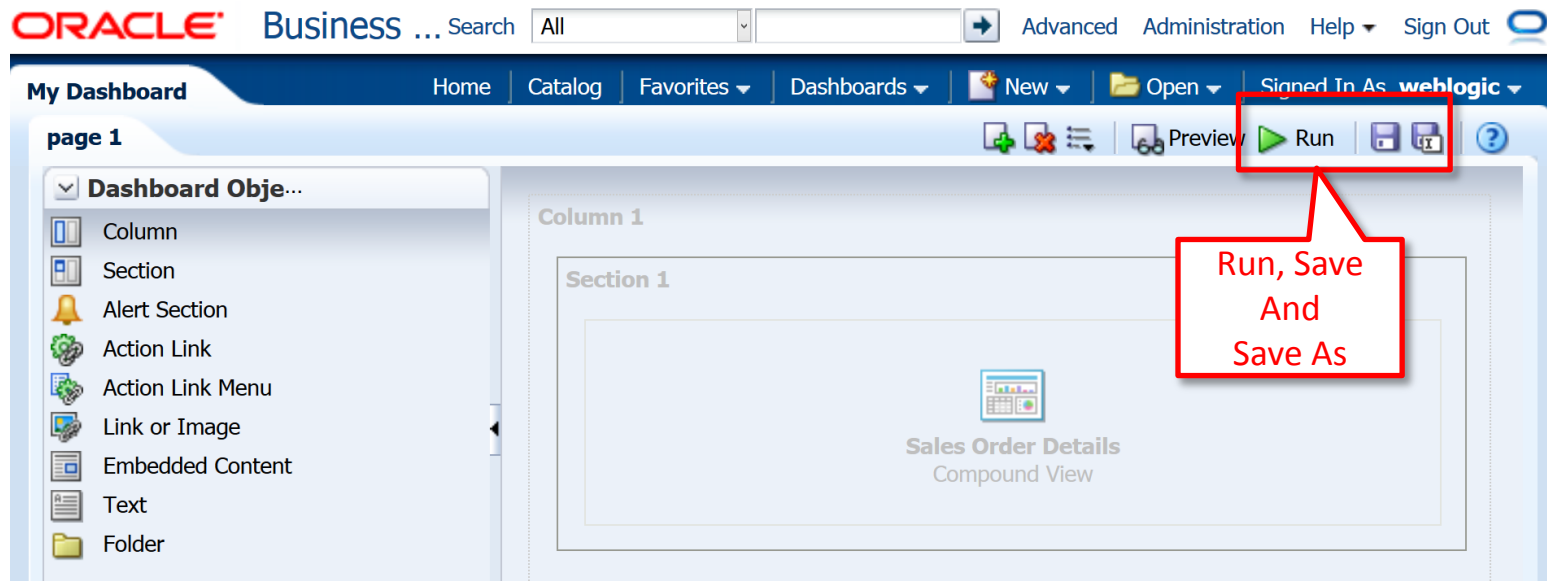 ORACLE Business ... Search All Advanced Administration Help Sign Out
My Dashboard Home Catalog Favorites Dashboards New Open Signed In As weblogic
page 1 Preview Run
Dashboard Obje...
Column
Section
Alert Section
Action Link
Action Link Menu
Link or Image
Embedded Content
Text
Folder
Column 1
Section 1
Sales Order Details
Compound View
Run, Save
And
Save As